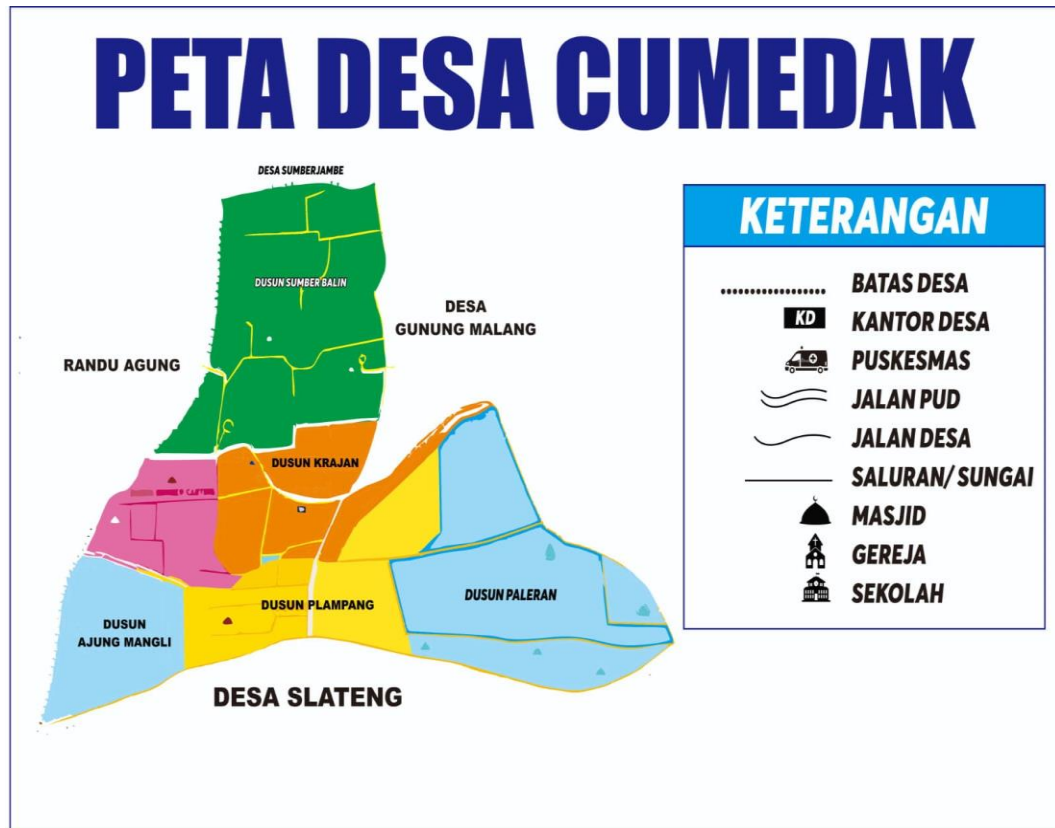 PETA DESA CUMEDAK
DESA SUMBERJAMBE
DUSUN SUMBER BALIN
DESA
GUNUNG MALANG
RANDU AGUNG
DUSUN KRAJAN
KD
DUSUN PLAMPANG
DUSUN PALERAN
DUSUN
AJUNG MANGLI
DESA SLATENG
KETERANGAN
BATAS DESA
KD KANTOR DESA
PUSKESMAS
JALAN PUD
JALAN DESA
SALURAN/ SUNGAI
MASJID
GEREJA
SEKOLAH